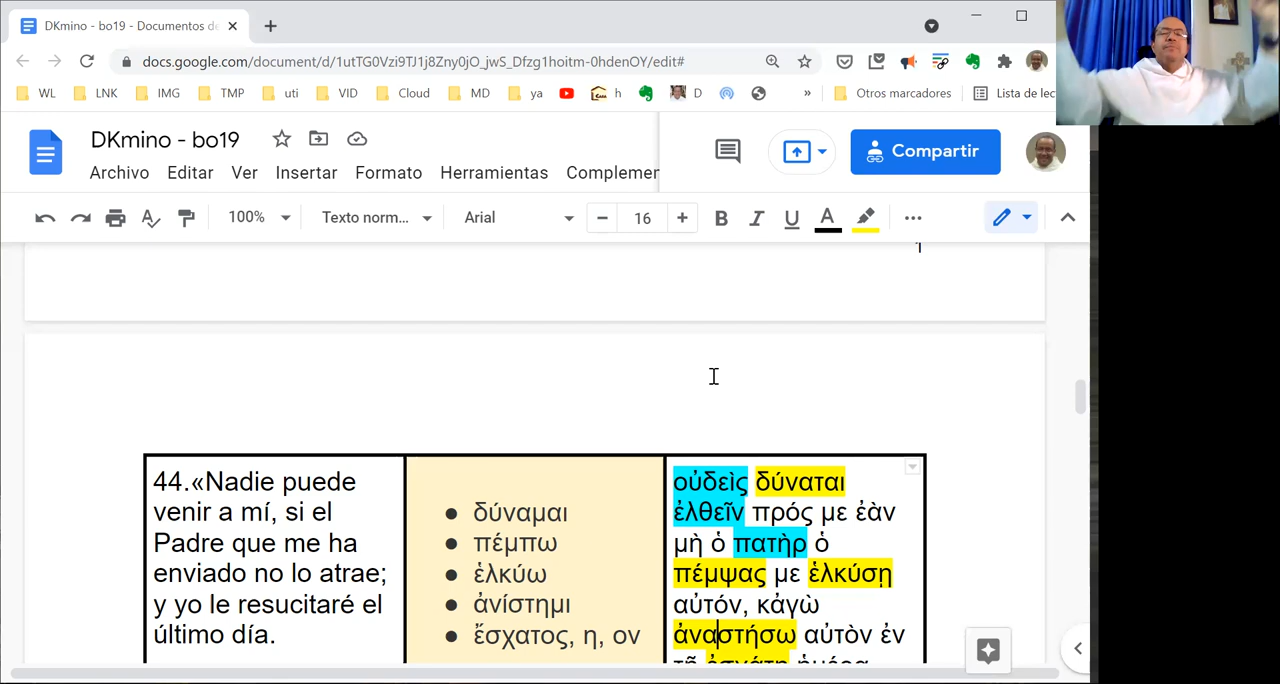 DKmino - bo19 - Documentos de
docs.google.com/document/d/1utTG0Vzi9TJ1j8Zny0jO_jwS_Dfzg1hoitm-0hdenOY/edit#
WL LNK IMG TMP uti VID Cloud MD ya h D » Otros marcadores Lista de lec
DKmino - bo19
Compartir
Archivo Editar Ver Insertar Formato Herramientas Complemer
100% Texto norm... Arial 16 B I U A
44.«Nadie puede
venir a mí, si el
Padre que me ha
enviado no lo atrae;
y yo le resucitaré el
último día.
● δύναμαι
● πέμπω
● ἑλκύω
● ἀνίστημι
● ἔσχατος, η, ον
οὐδεὶς δύναται
ἐλθεῖν πρός με ἐὰν
μὴ ὁ πατὴρ ὁ
πέμψας με ἑλκύσῃ
αὐτόν, κἀγὼ
ἀναστήσω αὐτὸν ἐν